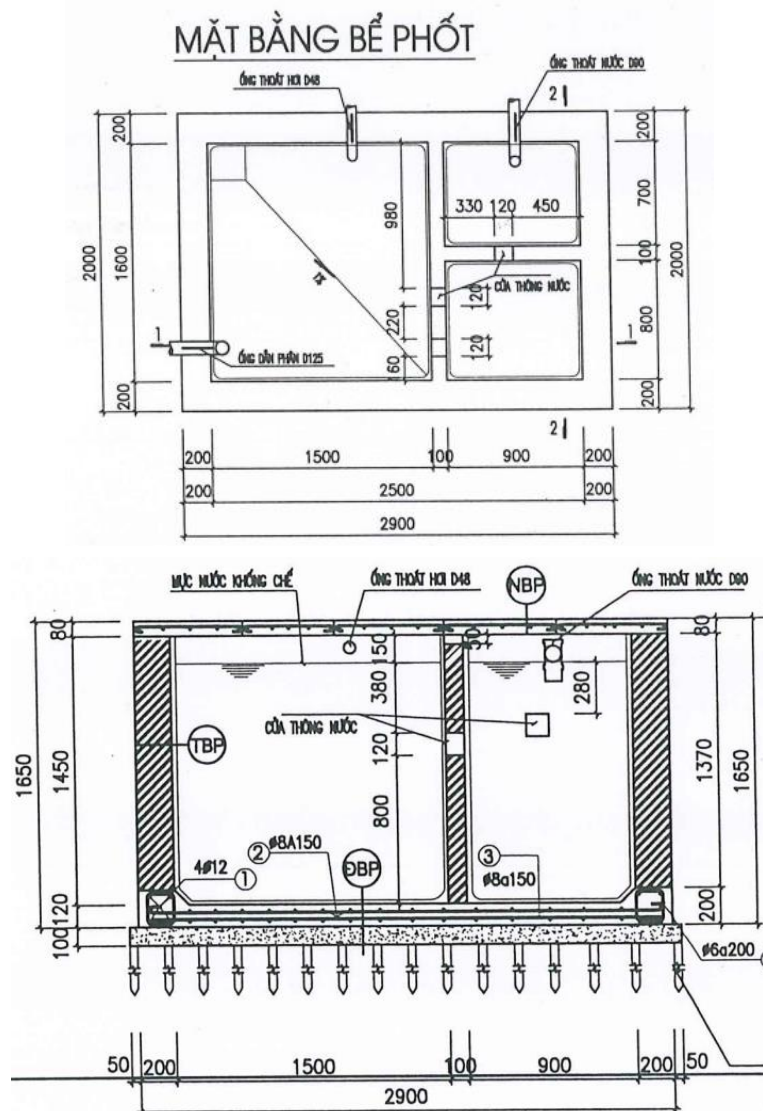 MẶT BẰNG BỂ PHỐT
ỐNG THOÁT HƠI D48
ỐNG THOÁT NƯỚC D90
2
200
200
980
330 120 450
700
2000
1600
100
2000
CỬA THÔNG NƯỚC
120
220
1
ỐNG DẪN PHÂN D125
120
800
1
160
200
200
2
200 1500 100 900 200
200 2500 200
2900
MỰC NƯỚC KHỐNG CHẾ
ỐNG THOÁT HƠI D48
NBP
ỐNG THOÁT NƯỚC D90
80
150
80
380
280
CỬA THÔNG NƯỚC
TBP
120
1650
1450
1370
1650
800
4Ø12 1
2 Ø8A150
ĐBP
3
Ø8a150
120
200
100
Ø6a200
50 200 1500 100 900 200 50
2900